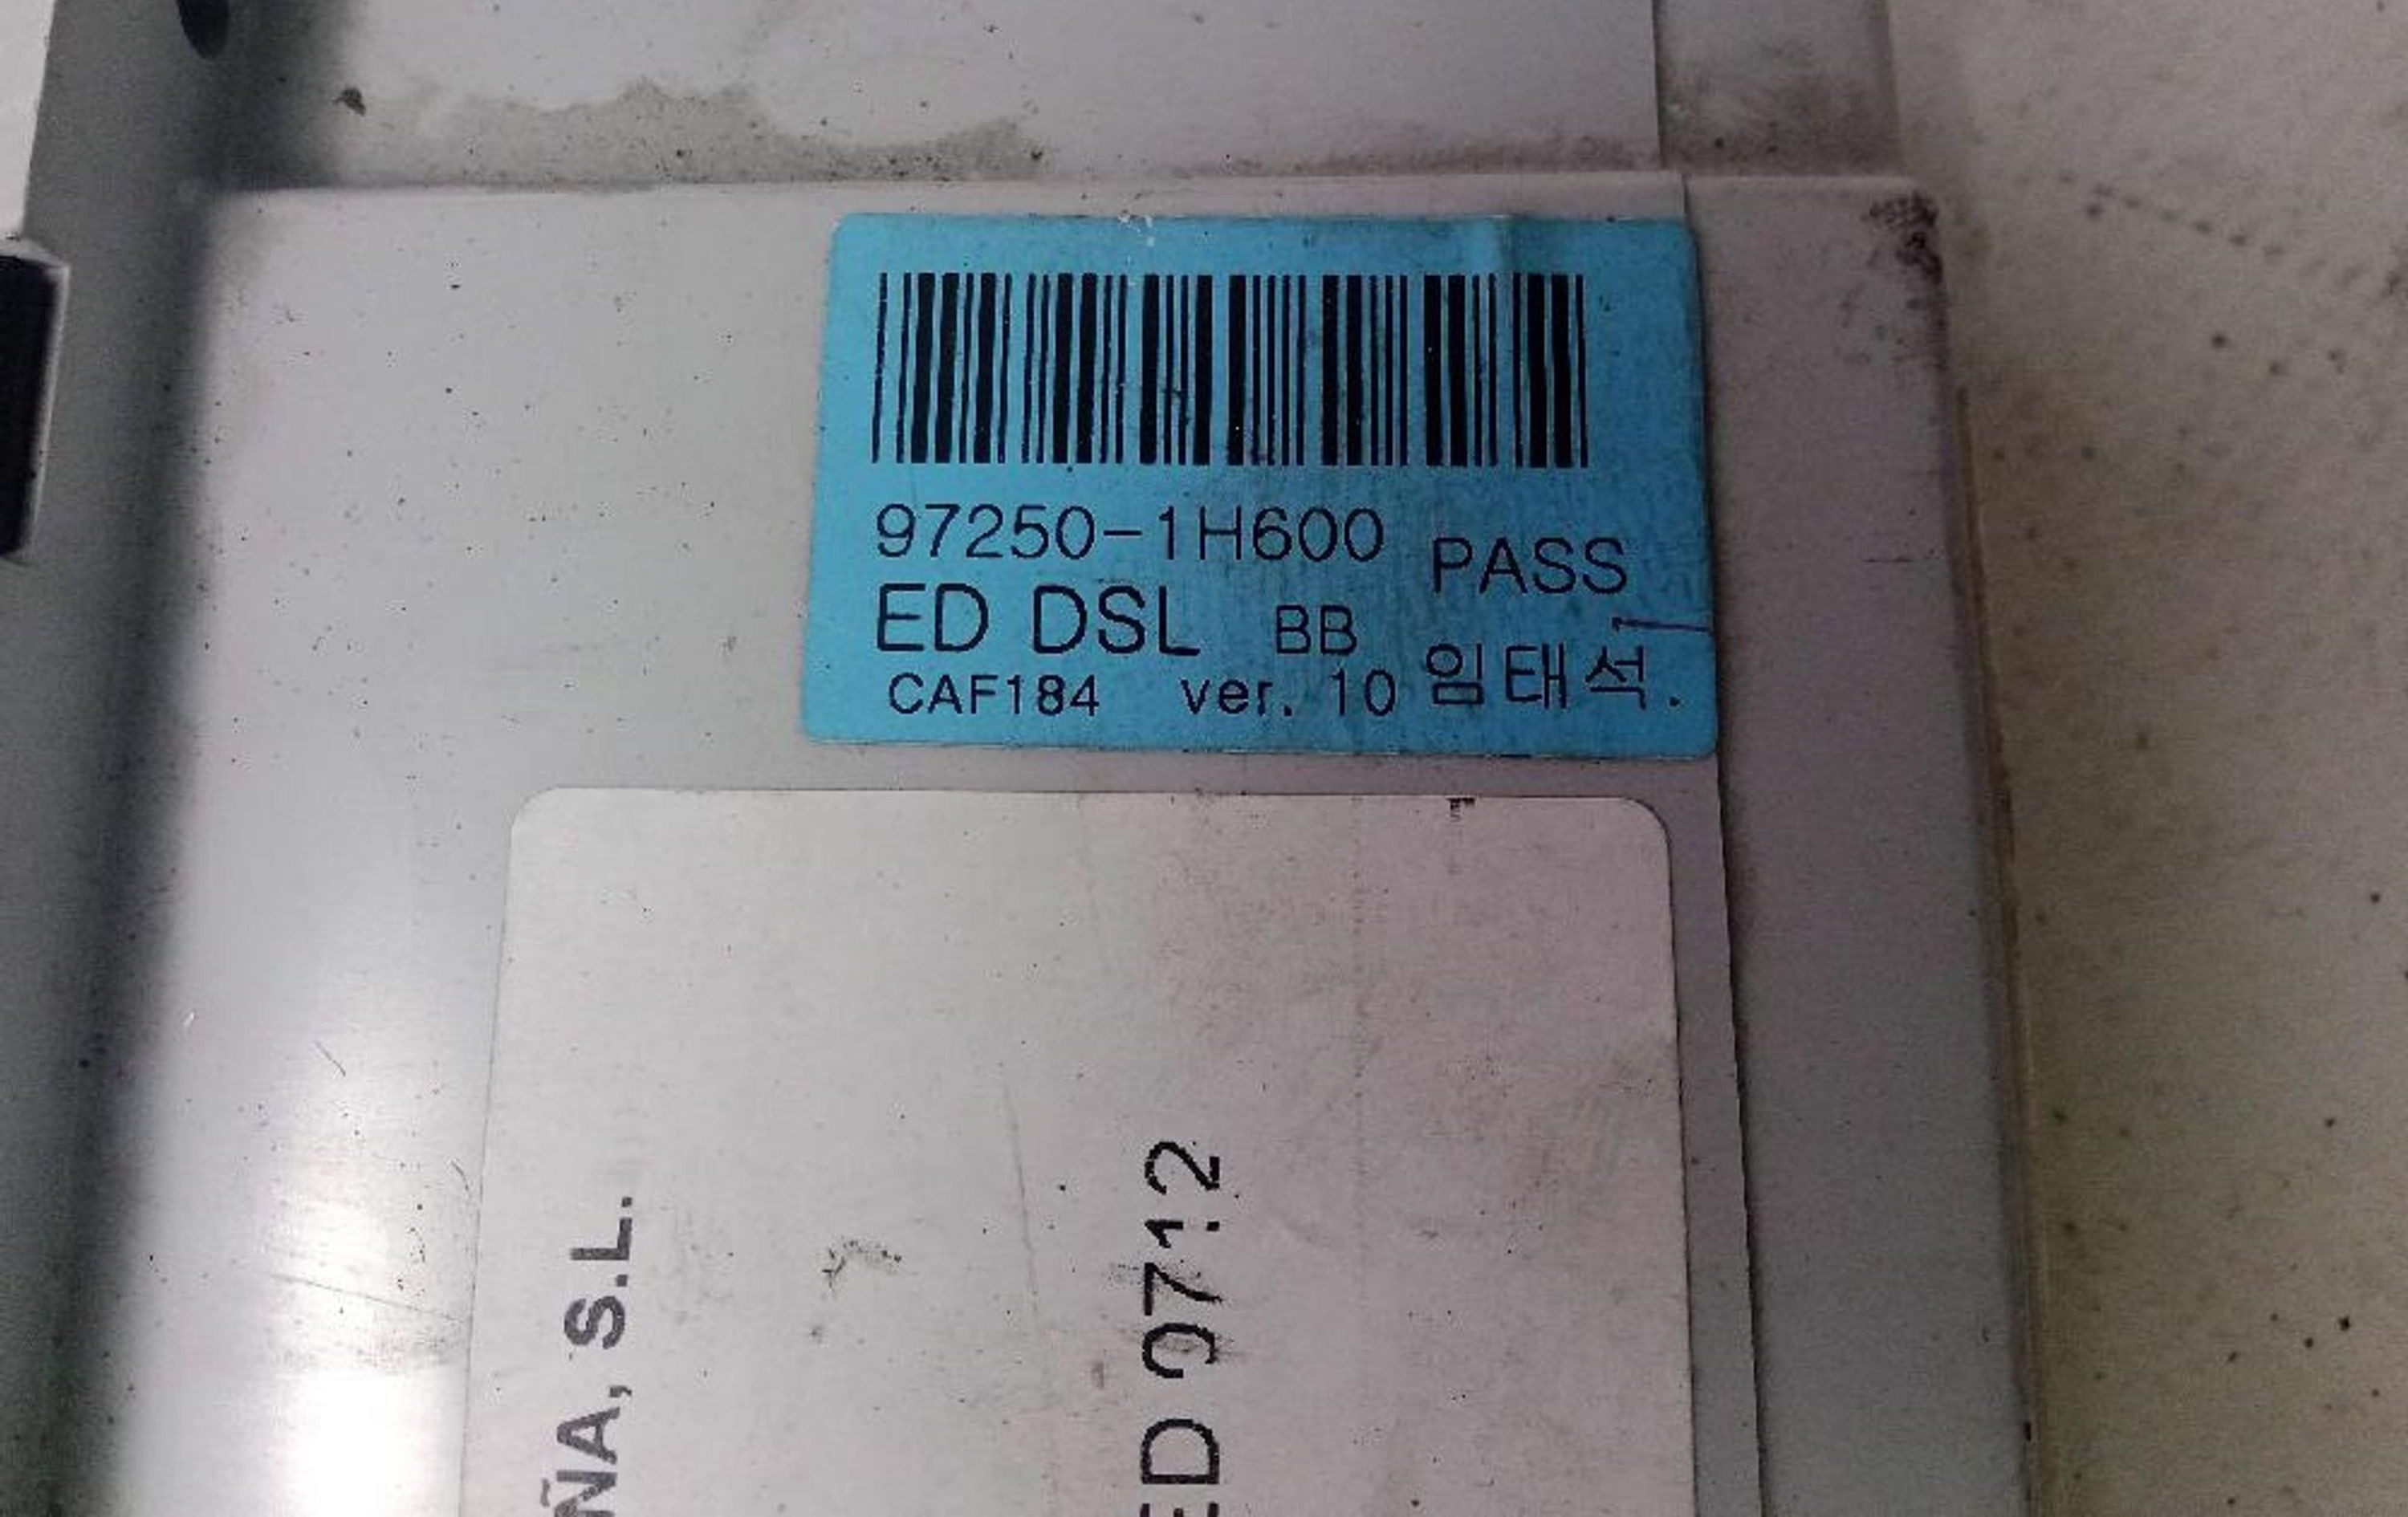 97250-1H600 PASS
ED DSL BB
CAF184 ver. 10 임태석.
ÑA, S.L.
ED 0712